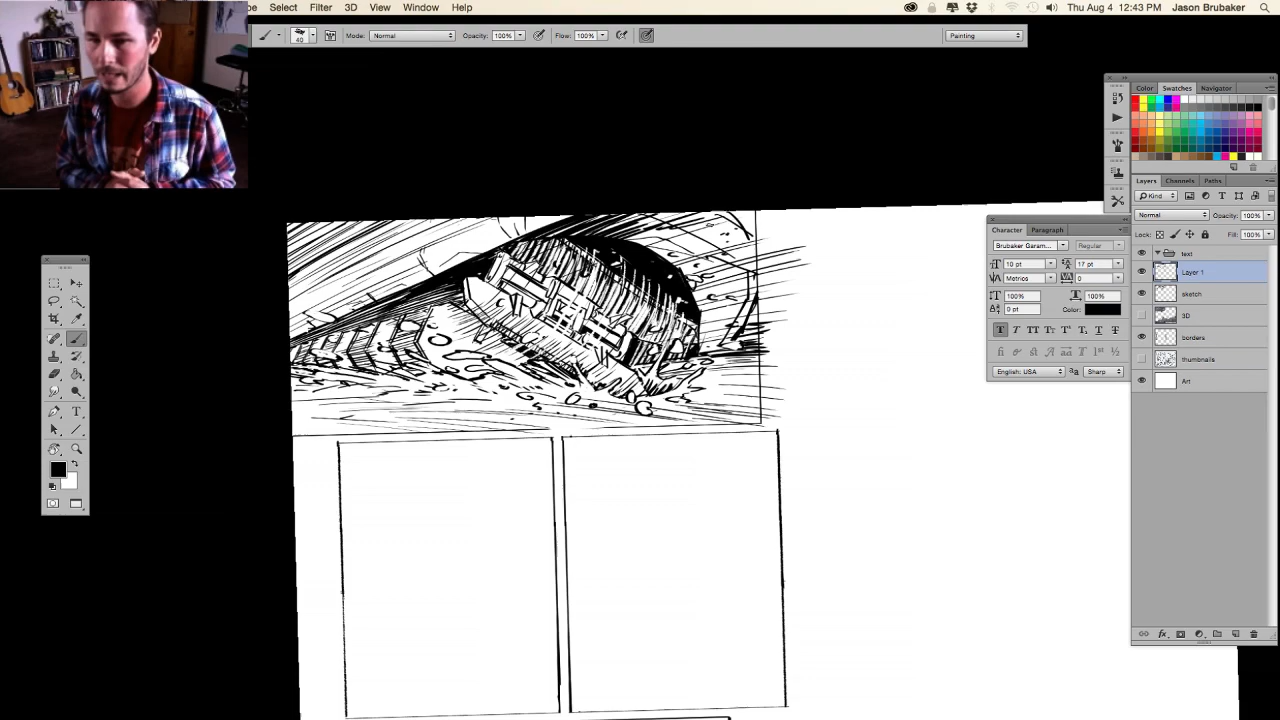 Select Filter 3D View Window Help Thu Aug 4 12:43 PM Jason Brubaker
40 Mode: Normal Opacity: 100% Flow: 100% Painting
Color Swatches Navigator
Layers Channels Paths
Kind
Normal Opacity: 100%
Lock: Fill: 100%
text
Layer 1
sketch
3D
borders
thumbnails
Art
Character Paragraph
Brubaker Garam... Regular
10 pt 17 pt
Metrics 0
100% 100%
0 pt Color:
English: USA Sharp